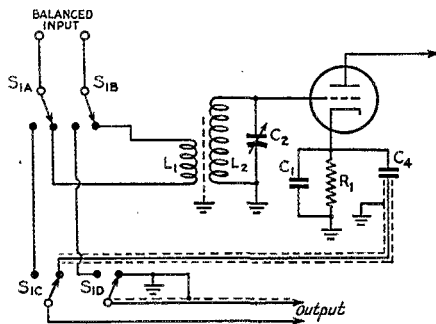 BALANCED
INPUT
S1A
S1B
L1
L2
C2
C1
R1
C4
S1C
S1D
output